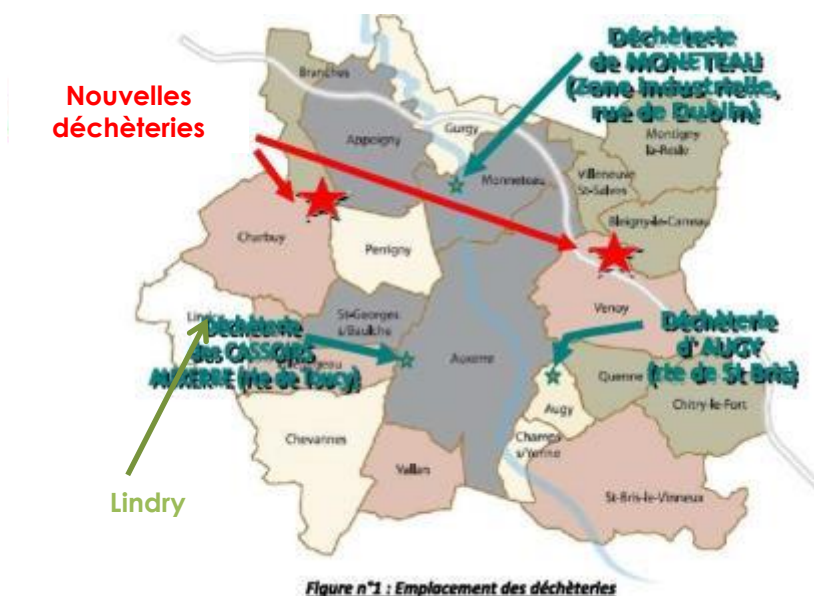 Déchèterie
de MONETEAU
(Zone industrielle,
rue de Dublin)
Nouvelles
déchèteries
Branches
Appoigny
Gurgy
Montigny
la-Resle
Monneteau
Villeneuve
St-Salves
Bleigny-le-Carreau
Charbuy
Perrigny
Venoy
St-Georges
s/Baulche
Déchèterie
des CASSOIRS
AUXERRE (rte de Toucy)
Auxerre
Déchèterie
d' AUGY
(rte de St Bris)
Quenne
Augy
Chitry-le-Fort
Chevannes
Champs
s/Yonne
Vallan
St-Bris-le-Vinneux
Lindry
Figure n°1 : Emplacement des déchèteries